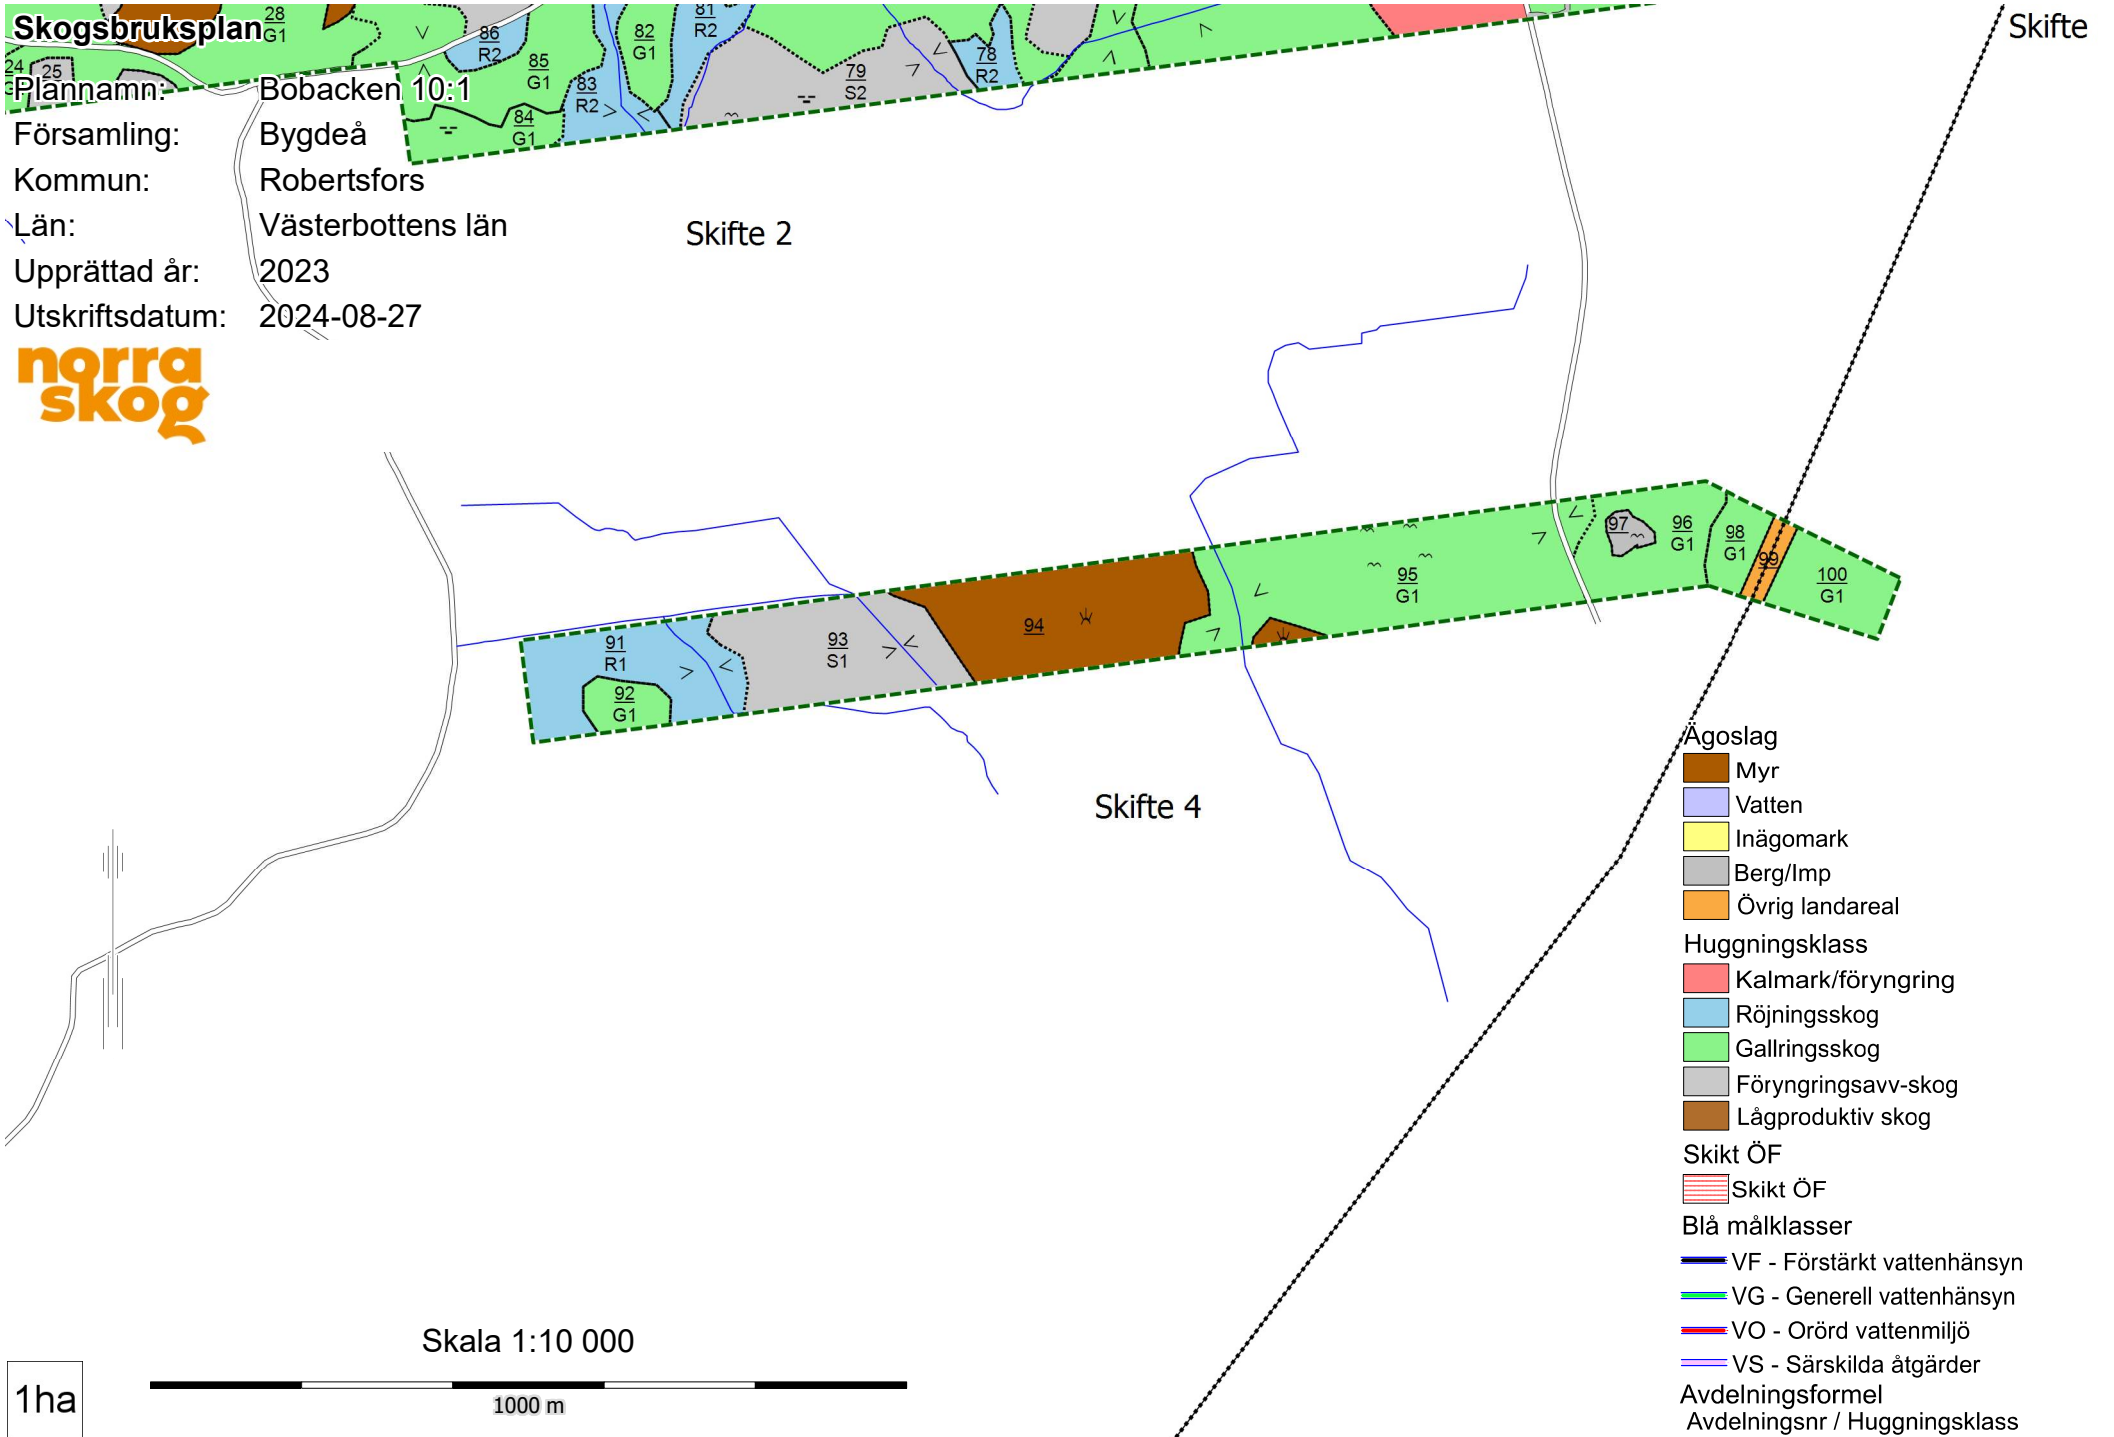 Skogsbruksplan
Plannamn: Bobacken 10:1
Församling: Bygdeå
Kommun: Robertsfors
Län: Västerbottens län
Upprättad år: 2023
Utskriftsdatum: 2024-08-27
norra
skog
28
G1
24
25
86
R2
85
G1
84
G1
83
R2
82
G1
81
R2
79
S2
78
R2
Skifte
Skifte 2
91
R1
92
G1
93
S1
94
95
G1
97
96
G1
98
G1
99
100
G1
Skifte 4
Ägoslag
Myr
Vatten
Inägomark
Berg/Imp
Övrig landareal
Huggningsklass
Kalmark/föryngring
Röjningsskog
Gallringsskog
Föryngringsavv-skog
Lågproduktiv skog
Skikt ÖF
Skikt ÖF
Blå målklasser
VF - Förstärkt vattenhänsyn
VG - Generell vattenhänsyn
VO - Orörd vattenmiljö
VS - Särskilda åtgärder
Avdelningsformel
Avdelningsnr / Huggningsklass
Skala 1:10 000
1000 m
1ha